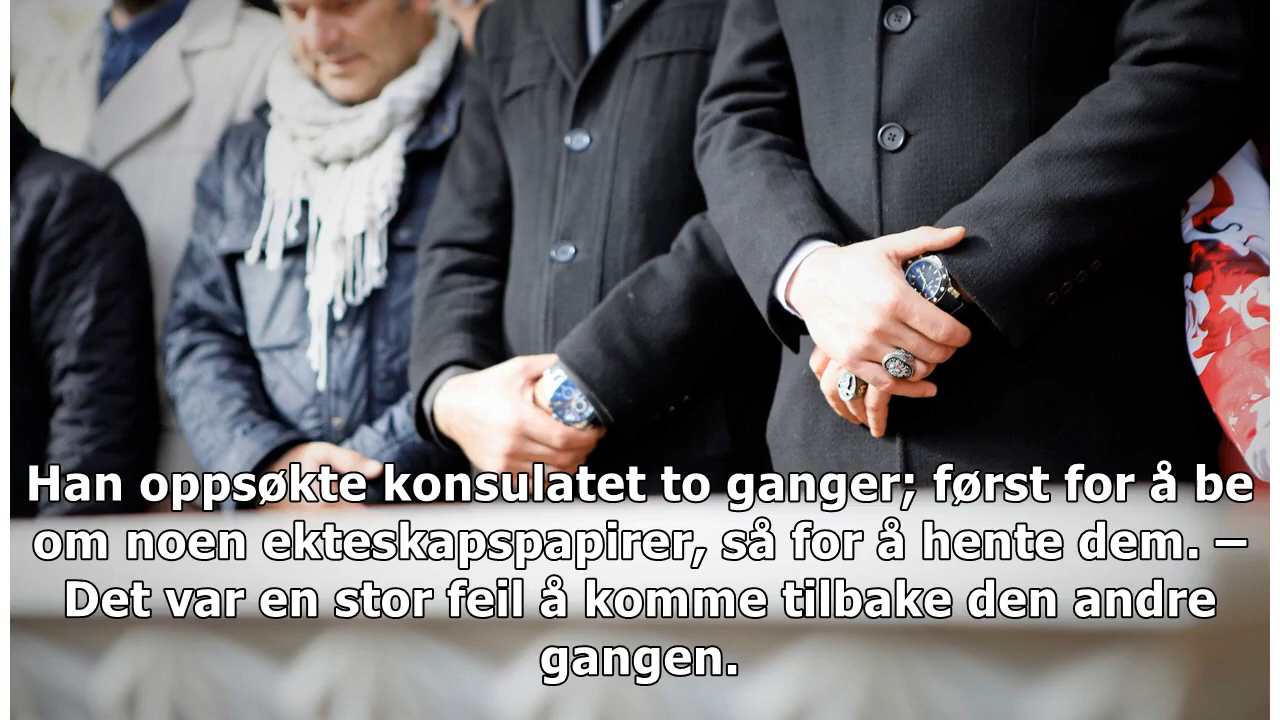 Han oppsøkte konsulatet to ganger; først for å be
om noen ekteskapspapirer, så for å hente dem. –
Det var en stor feil å komme tilbake den andre
gangen.